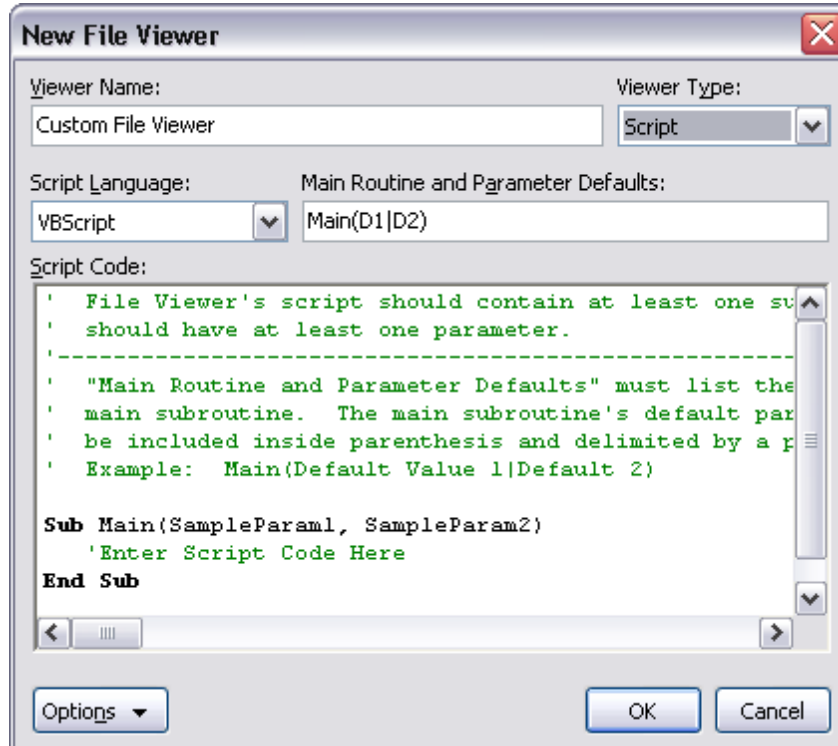 New File Viewer
Viewer Name:
Viewer Type:
Custom File Viewer
Script
Script Language:
Main Routine and Parameter Defaults:
VBScript
Main(D1|D2)
Script Code:
'  File Viewer's script should contain at least one
'  should have at least one parameter.
'-----------------------------------------------------
'  "Main Routine and Parameter Defaults" must list the
'  main subroutine.  The main subroutine's default par
'  be included inside parenthesis and delimited by a p
'  Example:  Main(Default Value 1|Default 2)
Sub Main(SampleParam1, SampleParam2)
'Enter Script Code Here
End Sub
Options
OK
Cancel